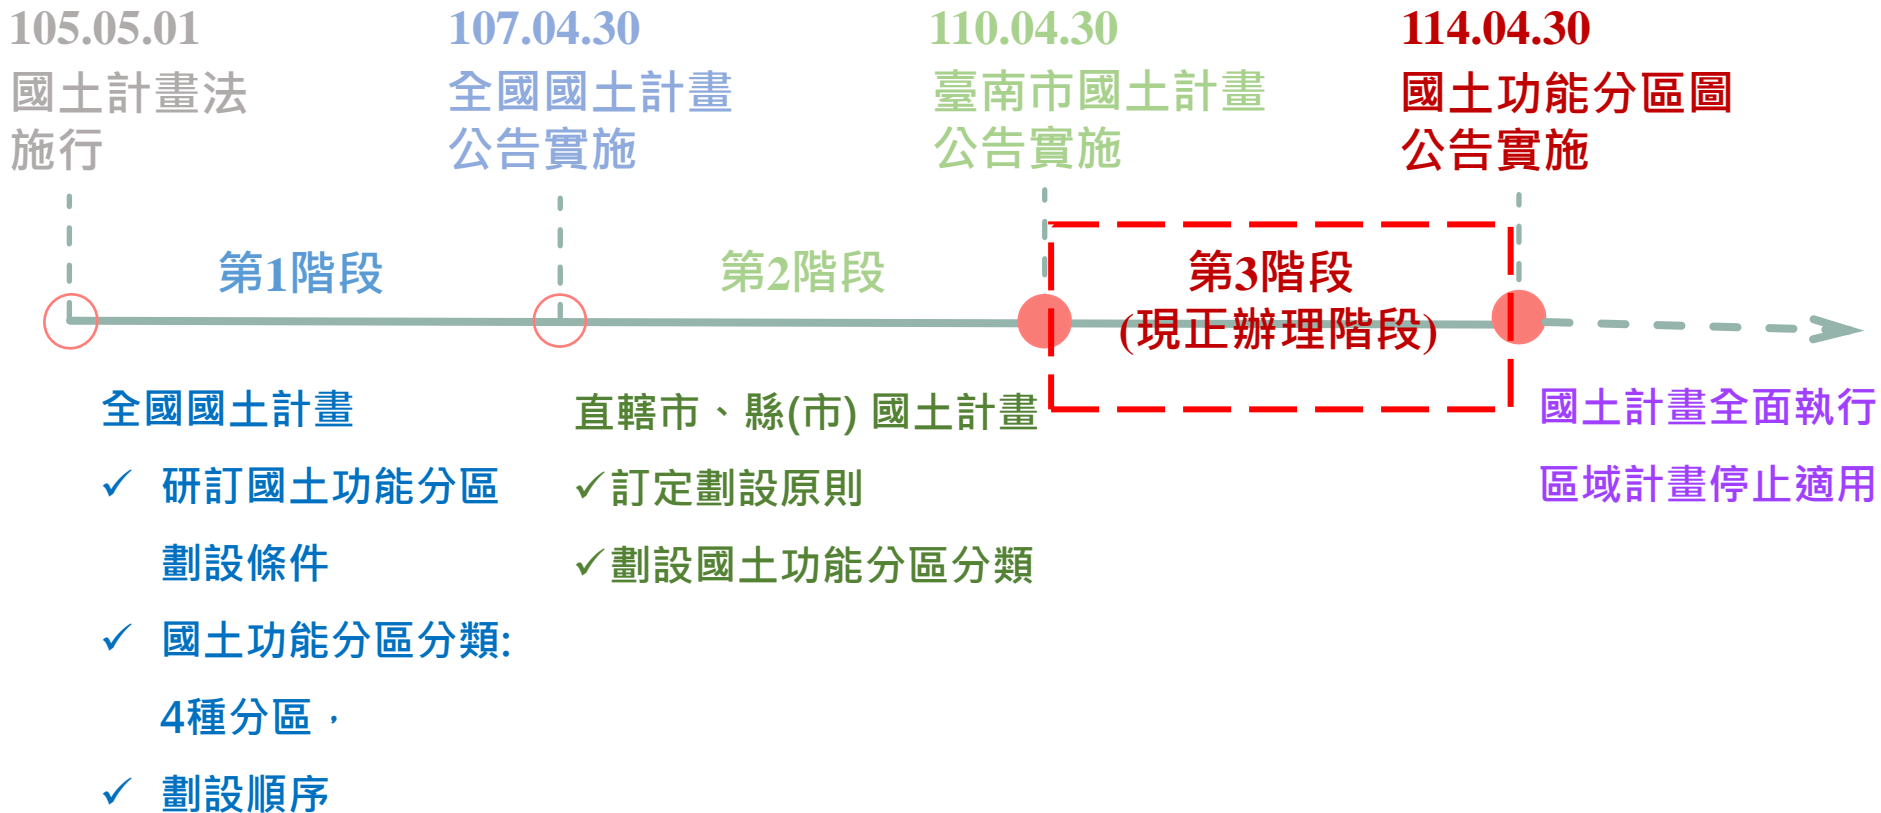 105.05.01
國土計畫法
施行
107.04.30
全國國土計畫
公告實施
110.04.30
臺南市國土計畫
公告實施
114.04.30
國土功能分區圖
公告實施
第1階段
第2階段
第3階段
(現正辦理階段)
全國國土計畫
✓ 研訂國土功能分區
劃設條件
✓ 國土功能分區分類:
4種分區，
✓ 劃設順序
直轄市、縣(市) 國土計畫
✓訂定劃設原則
✓劃設國土功能分區分類
國土計畫全面執行
區域計畫停止適用